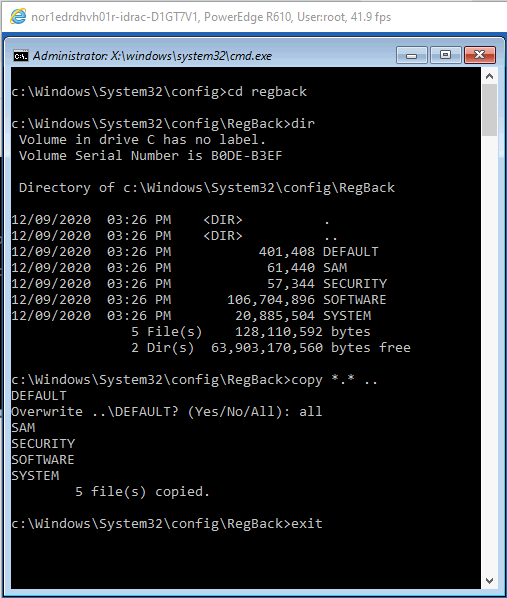 nor1edrdhvh01r-idrac-D1GT7V1, PowerEdge R610, User:root, 41.9 fps
Administrator: X:\windows\system32\cmd.exe
c:\Windows\System32\config>cd regback
c:\Windows\System32\config\RegBack>dir
 Volume in drive C has no label.
 Volume Serial Number is B0DE-B3EF
 Directory of c:\Windows\System32\config\RegBack
12/09/2020  03:26 PM    <DIR>          .
12/09/2020  03:26 PM    <DIR>          ..
12/09/2020  03:26 PM           401,408 DEFAULT
12/09/2020  03:26 PM            61,440 SAM
12/09/2020  03:26 PM            57,344 SECURITY
12/09/2020  03:26 PM       106,704,896 SOFTWARE
12/09/2020  03:26 PM        20,885,504 SYSTEM
               5 File(s)    128,110,592 bytes
               2 Dir(s)  63,903,170,560 bytes free
c:\Windows\System32\config\RegBack>copy *.* ..
DEFAULT
Overwrite ..\DEFAULT? (Yes/No/All): all
SAM
SECURITY
SOFTWARE
SYSTEM
        5 file(s) copied.
c:\Windows\System32\config\RegBack>exit